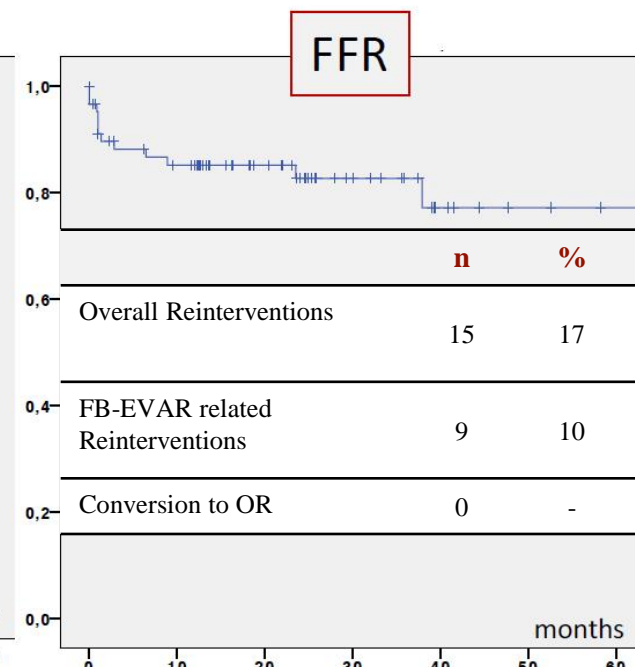 FFR
1,0
0,8
n %
0,6
Overall Reinterventions
15 17
0,4
FB-EVAR related
Reinterventions
9 10
0,2
Conversion to OR 0 -
0,0
months
0 10 20 30 40 50 60